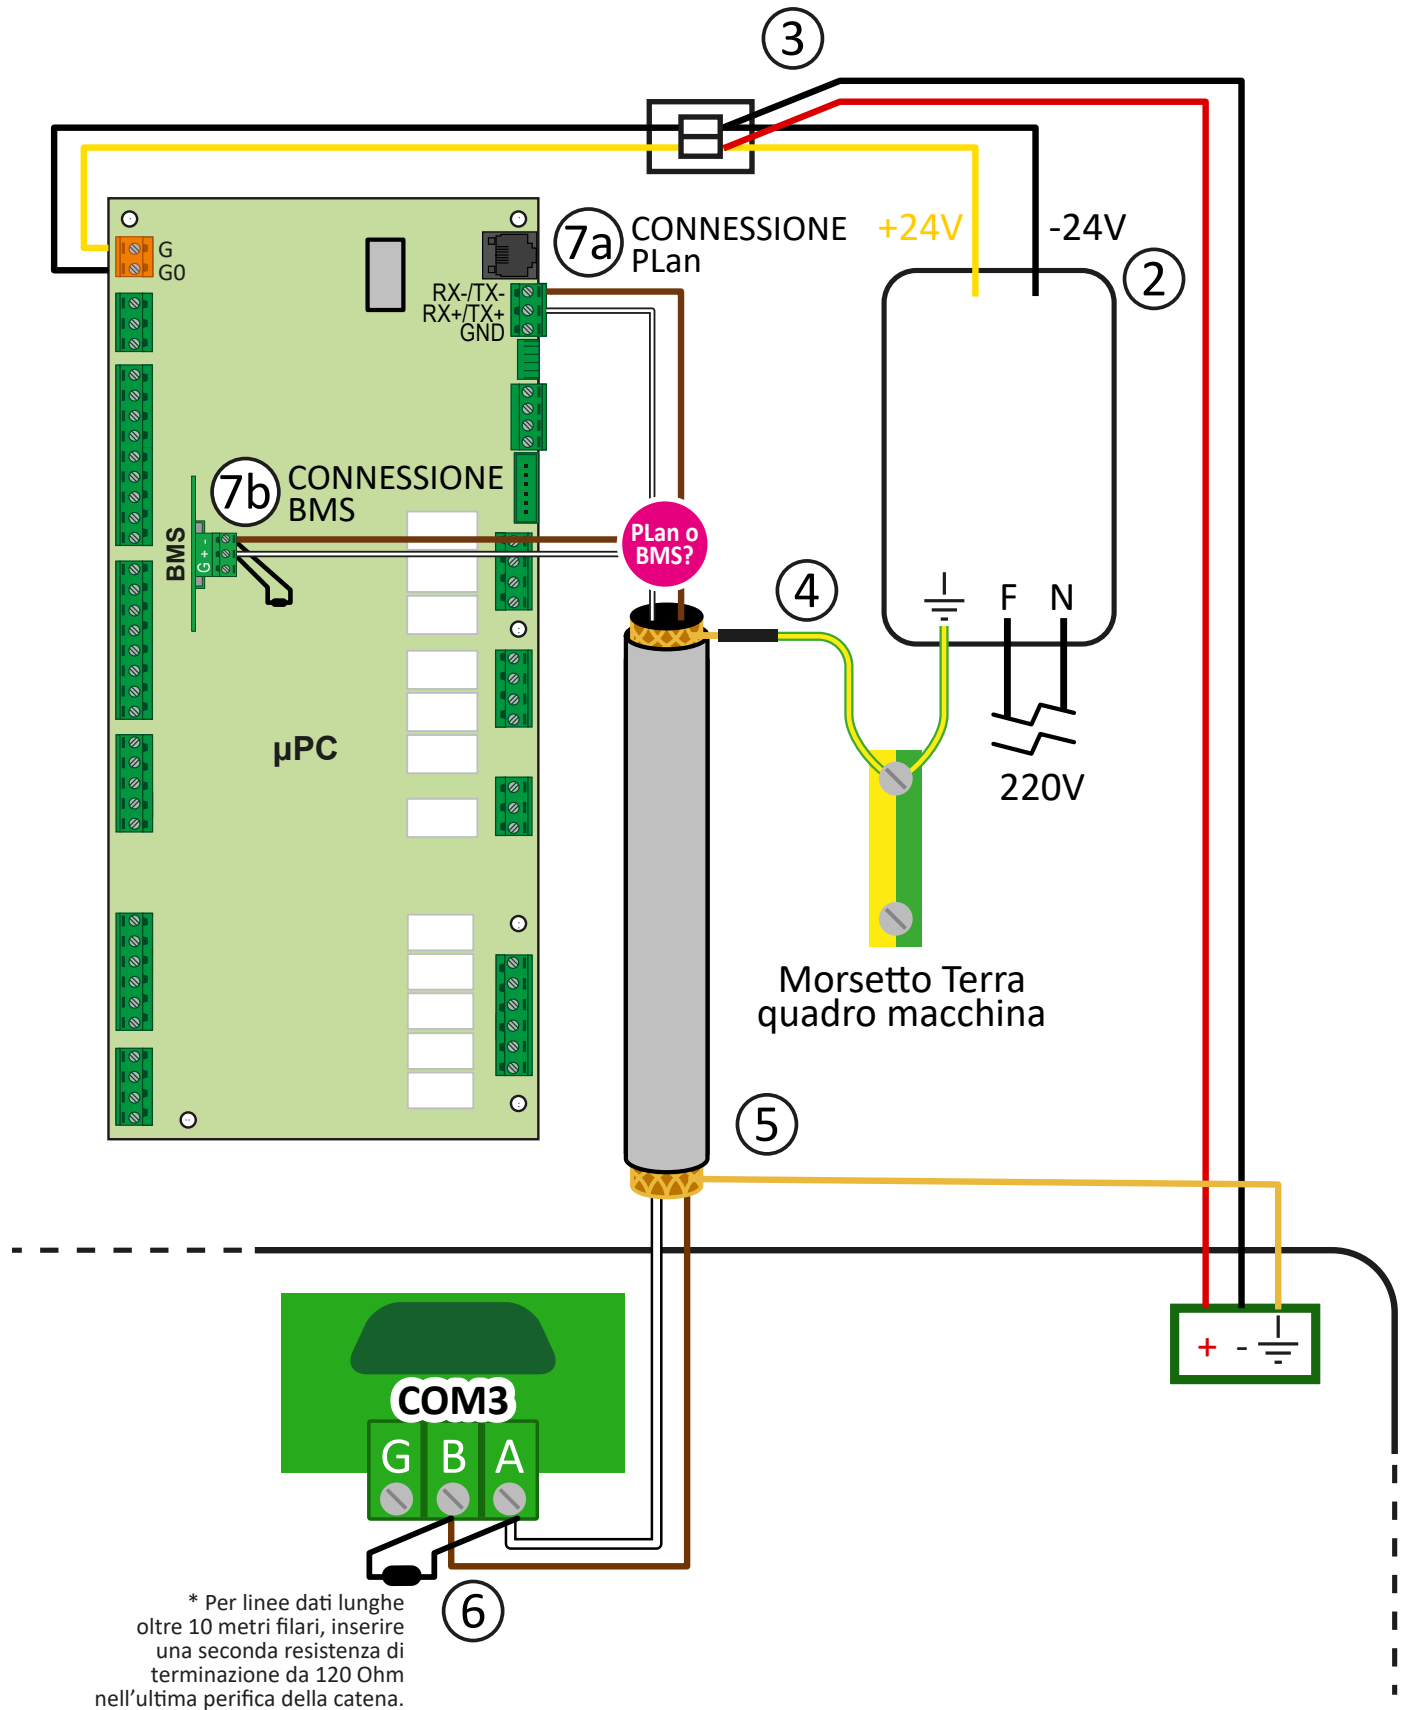 3
7a
CONNESSIONE
PLan
+24V
-24V
2
G
G0
RX-/TX-
RX+/TX+
GND
7b
CONNESSIONE
BMS
BMS
G + -
PLan o
BMS?
4
F N
220V
µPC
Morsetto Terra
quadro macchina
5
+ -
COM3
G B A
6
* Per linee dati lunghe
oltre 10 metri filari, inserire
una seconda resistenza di
terminazione da 120 Ohm
nell'ultima perifica della catena.